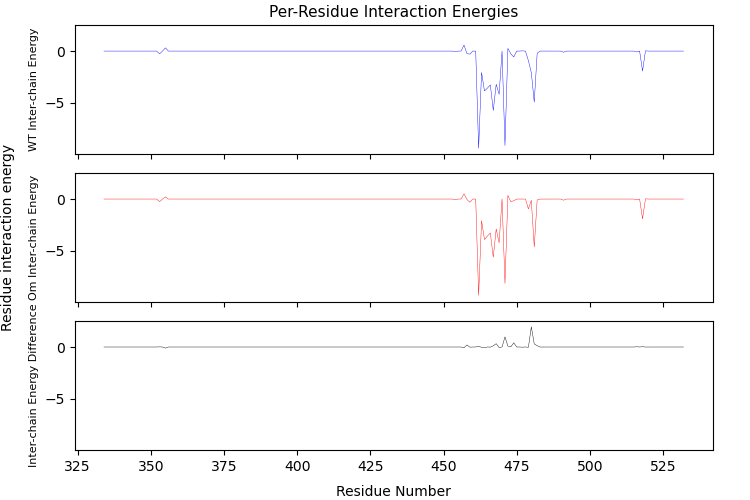 Per-Residue Interaction Energies
Residue interaction energy
WT Inter-chain Energy
0
−5
Om Inter-chain Energy
0
−5
Inter-chain Energy Difference
0
−5
325
350
375
400
425
450
475
500
525
Residue Number